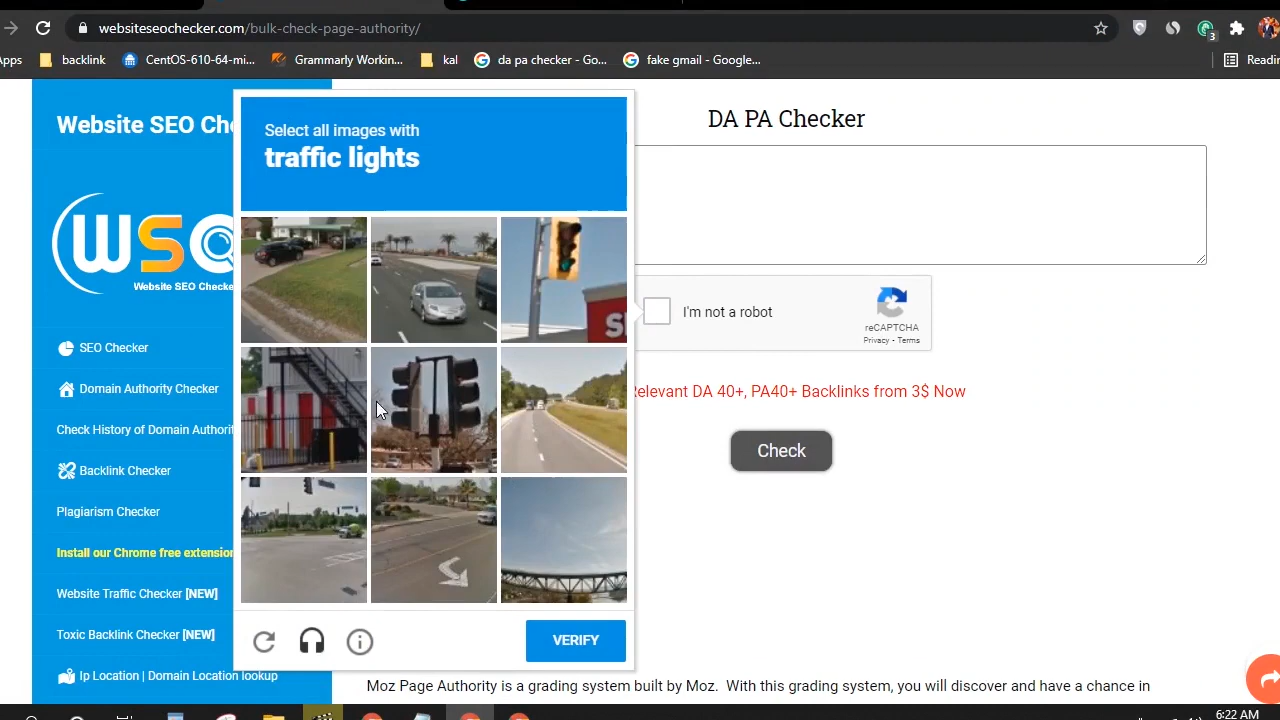 websiteseochecker.com/bulk-check-page-authority/
3
backlink
CentOS-610-64-mi...
Grammarly Workin...
kal
da pa checker - Go...
fake gmail - Google...
Website SEO Che
WSO
Website SEO Checke
SEO Checker
Domain Authority Checker
Check History of Domain Authorit
Backlink Checker
Plagiarism Checker
Install our Chrome free extension
Website Traffic Checker [NEW]
Toxic Backlink Checker [NEW]
Ip Location | Domain Location lookup
Select all images with
traffic lights
VERIFY
DA PA Checker
I'm not a robot
reCAPTCHA
Privacy - Terms
Relevant DA 40+, PA40+ Backlinks from 3$ Now
Check
Moz Page Authority is a grading system built by Moz. With this grading system, you will discover and have a chance in
6:22 AM